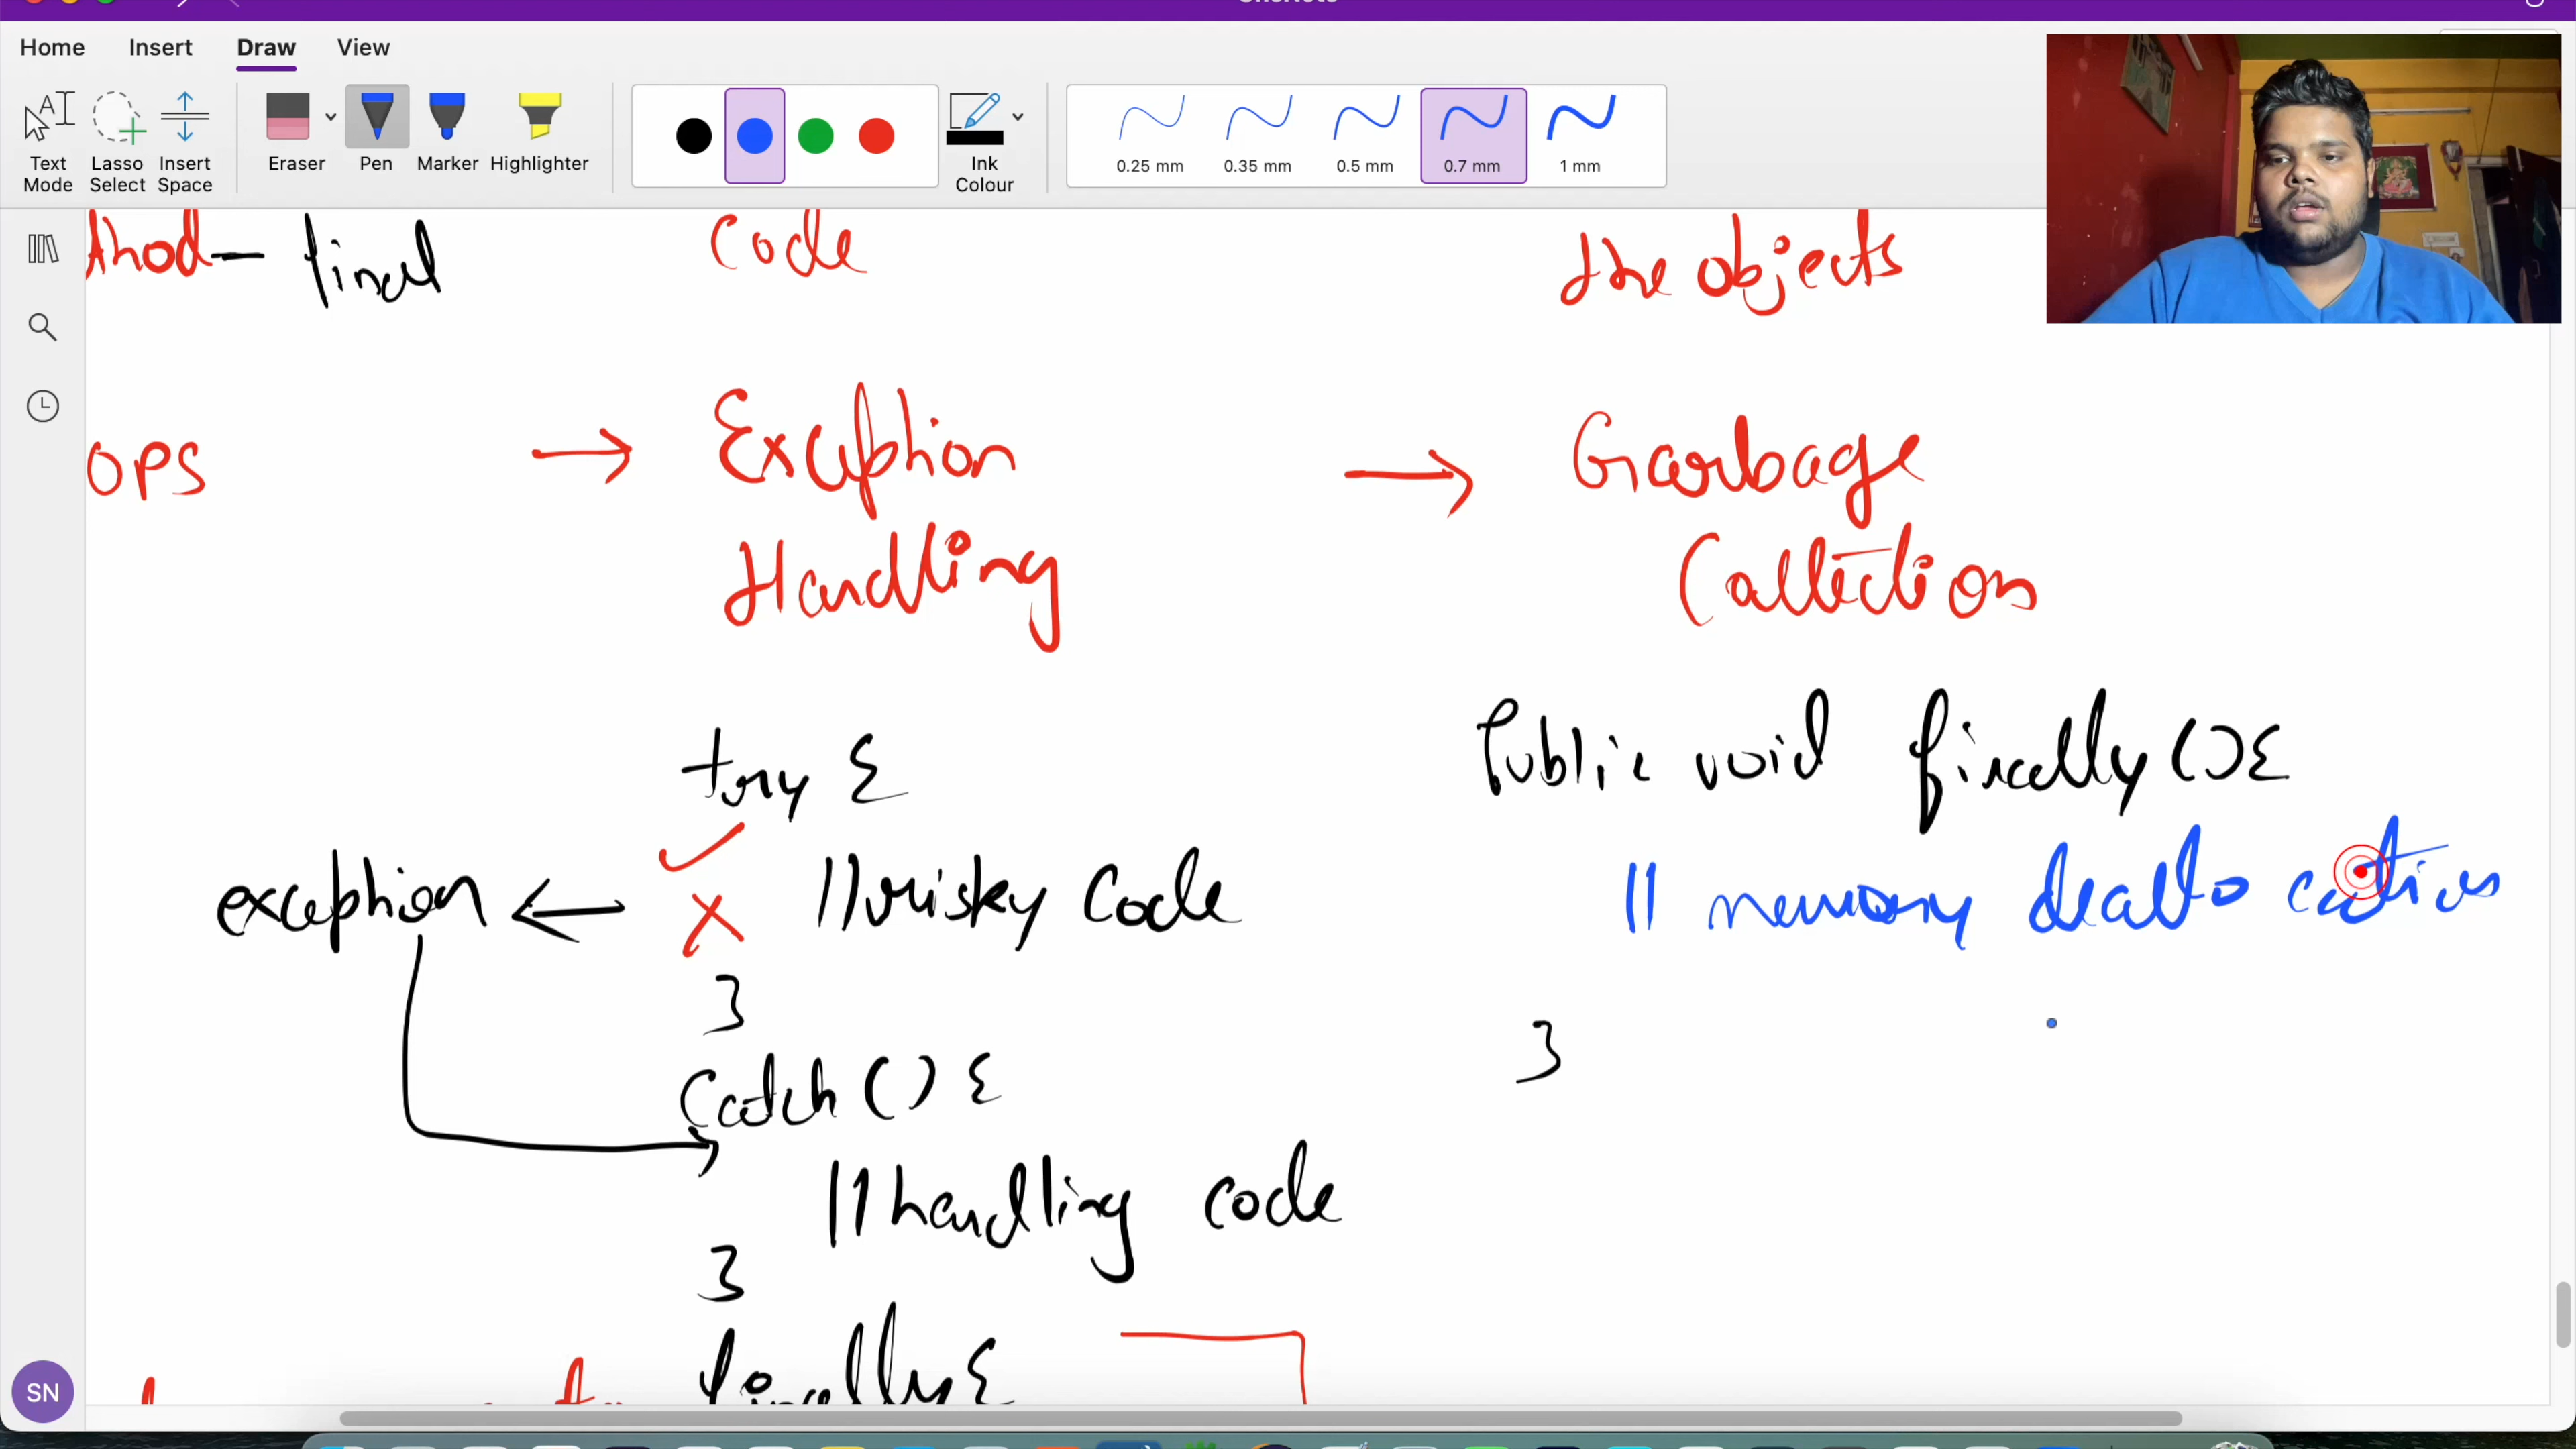 Home Insert Draw View
Text Mode
Lasso Select
Insert Space
Eraser
Pen
Marker
Highlighter
Ink Colour
0.25 mm
0.35 mm
0.5 mm
0.7 mm
1 mm
thod - final
Code
the objects
OPS
→ Exception
Handling
→ Garbage
Collection
try {
exception ← ✓
✗ //risky Code
}
Catch () {
//handling code
}
finally {
Public void finally () {
// memory deallocation
}
SN